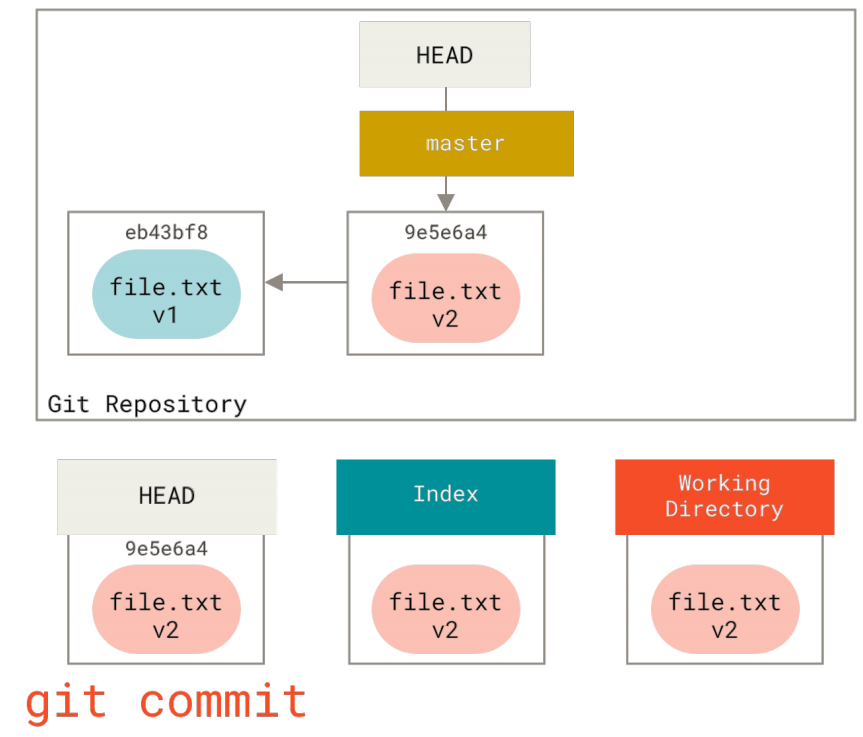 HEAD
master
eb43bf8
file.txt
v1
9e5e6a4
file.txt
v2
Git Repository
HEAD
9e5e6a4
file.txt
v2
Index
file.txt
v2
Working
Directory
file.txt
v2
git commit